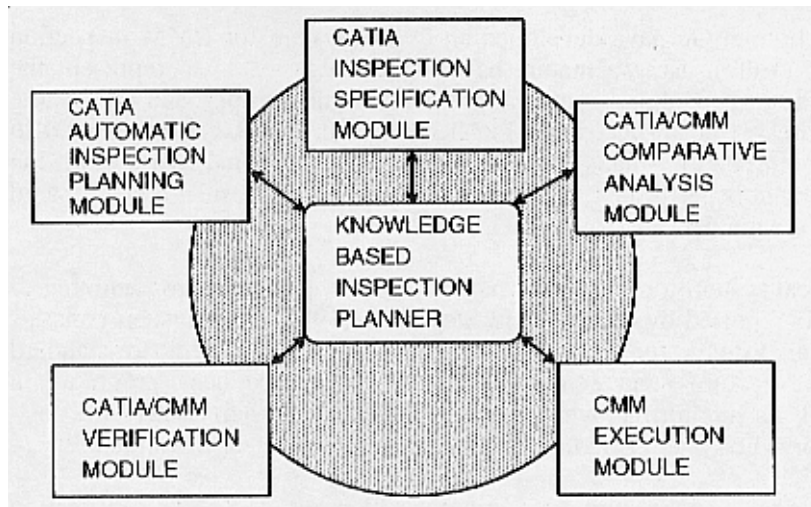 CATIA
INSPECTION
SPECIFICATION
MODULE
CATIA
AUTOMATIC
INSPECTION
PLANNING
MODULE
CATIA/CMM
COMPARATIVE
ANALYSIS
MODULE
KNOWLEDGE
BASED
INSPECTION
PLANNER
CATIA/CMM
VERIFICATION
MODULE
CMM
EXECUTION
MODULE